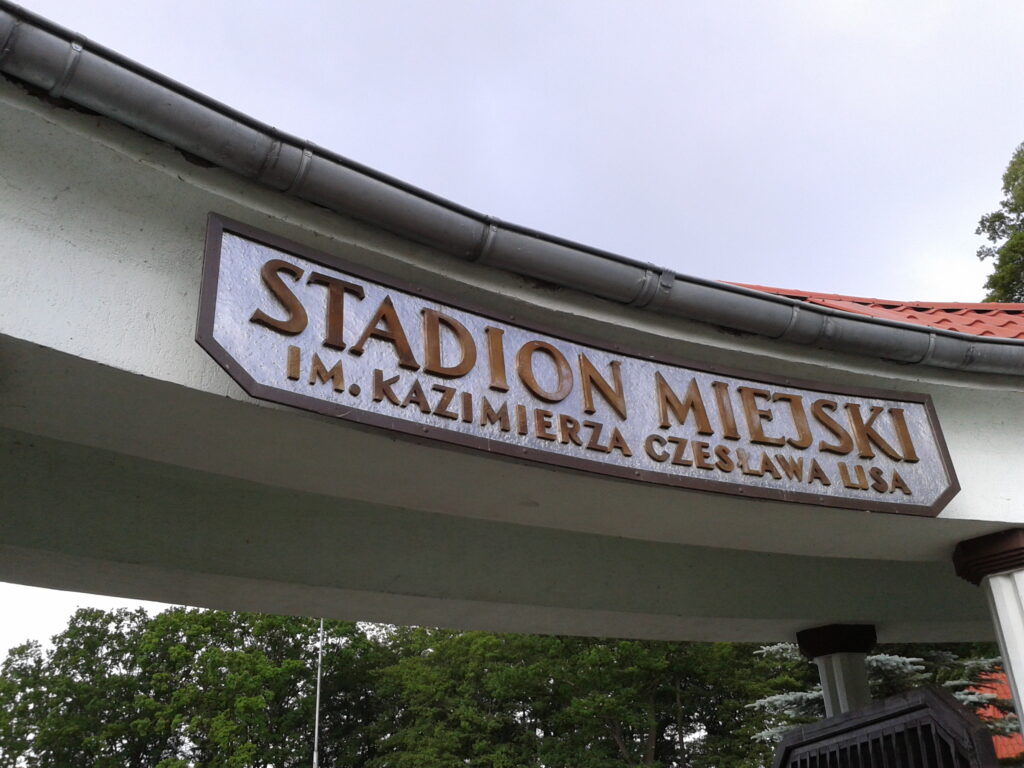 STADION MIEJSKI
IM. KAZIMIERZA CZESŁAWA LISA